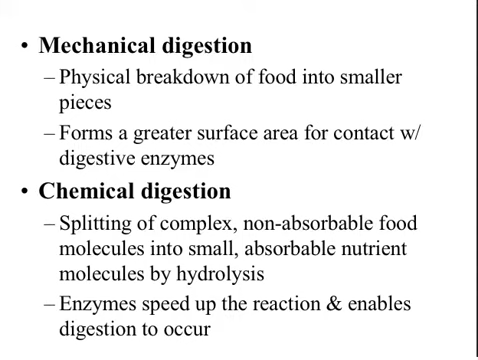 • Mechanical digestion
– Physical breakdown of food into smaller
pieces
– Forms a greater surface area for contact w/
digestive enzymes
• Chemical digestion
– Splitting of complex, non-absorbable food
molecules into small, absorbable nutrient
molecules by hydrolysis
– Enzymes speed up the reaction & enables
digestion to occur